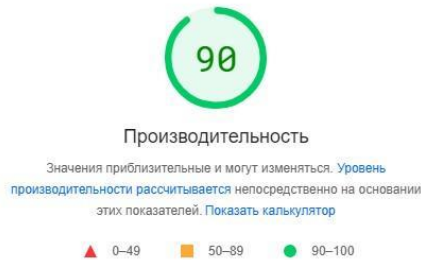 90
Производительность
Значения приблизительные и могут изменяться. Уровень
производительности рассчитывается непосредственно на основании
этих показателей. Показать калькулятор
0–49 50–89 90–100